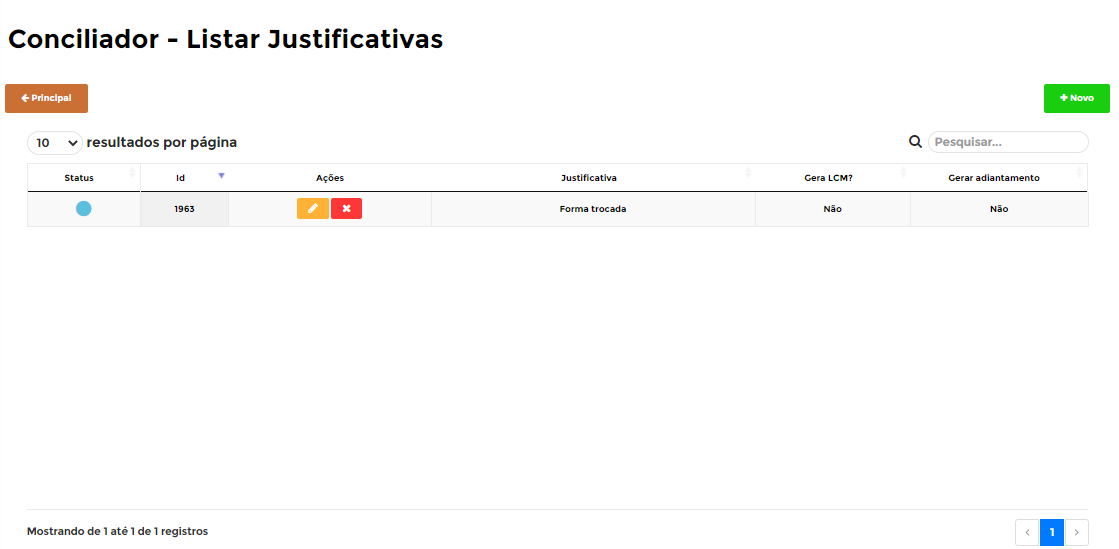 Conciliador - Listar Justificativas
Principal
Novo
10 resultados por página
Pesquisar...
Status Id Ações Justificativa Gera LCM? Gerar adiantamento
1963 Forma trocada Não Não
Mostrando de 1 até 1 de 1 registros
‹ 1 ›